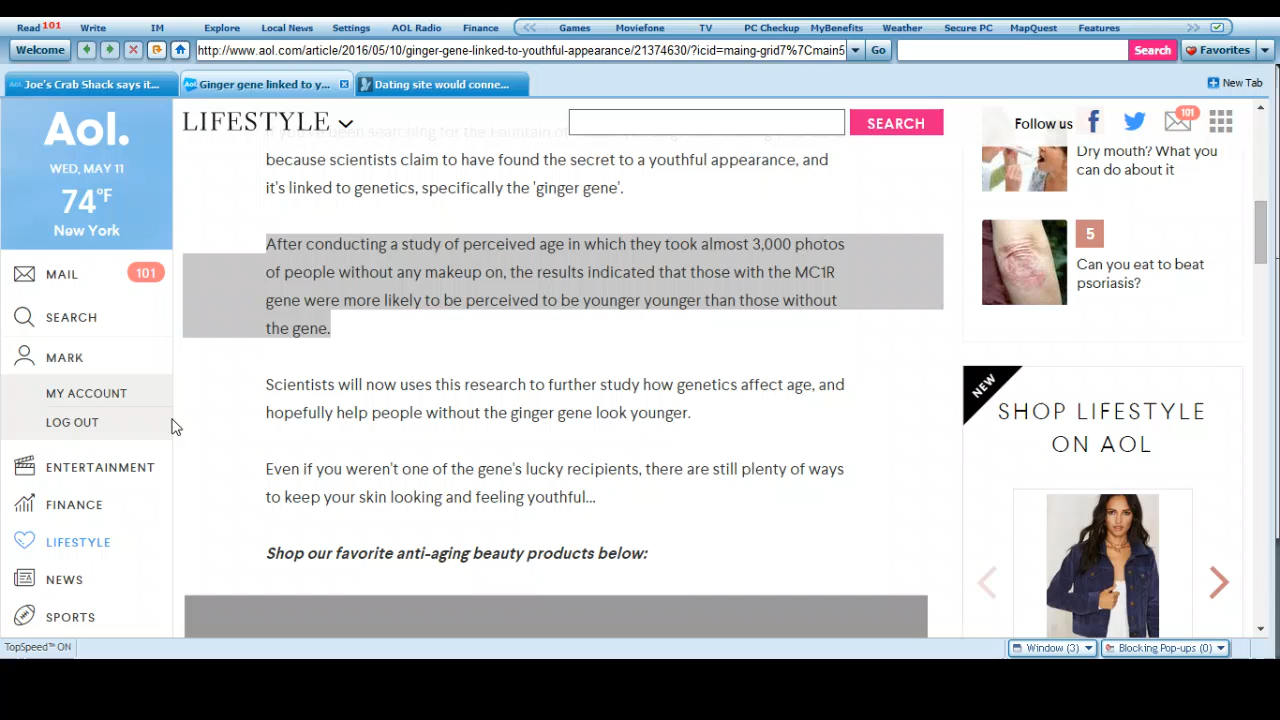 Read 101 Write IM Explore Local News Settings AOL Radio Finance Games Moviefone TV PC Checkup MyBenefits Weather Secure PC MapQuest Features
Welcome http://www.aol.com/article/2016/05/10/ginger-gene-linked-to-youthful-appearance/21374630/?icid=maing-grid7%7Cmain5 Go Search Favorites
Aol. Joe's Crab Shack says it... Aol. Ginger gene linked to y... Dating site would conne... New Tab
Aol.
WED, MAY 11
74°F
New York
MAIL 101
SEARCH
MARK
MY ACCOUNT
LOG OUT
ENTERTAINMENT
FINANCE
LIFESTYLE
NEWS
SPORTS
LIFESTYLE SEARCH Follow us 101
because scientists claim to have found the secret to a youthful appearance, and
it's linked to genetics, specifically the 'ginger gene'.
After conducting a study of perceived age in which they took almost 3,000 photos
of people without any makeup on, the results indicated that those with the MC1R
gene were more likely to be perceived to be younger younger than those without
the gene.
Scientists will now uses this research to further study how genetics affect age, and
hopefully help people without the ginger gene look younger.
Even if you weren't one of the gene's lucky recipients, there are still plenty of ways
to keep your skin looking and feeling youthful...
Shop our favorite anti-aging beauty products below:
Dry mouth? What you
can do about it
5
Can you eat to beat
psoriasis?
NEW
SHOP LIFESTYLE
ON AOL
TopSpeed™ ON Window (3) Blocking Pop-ups (0)